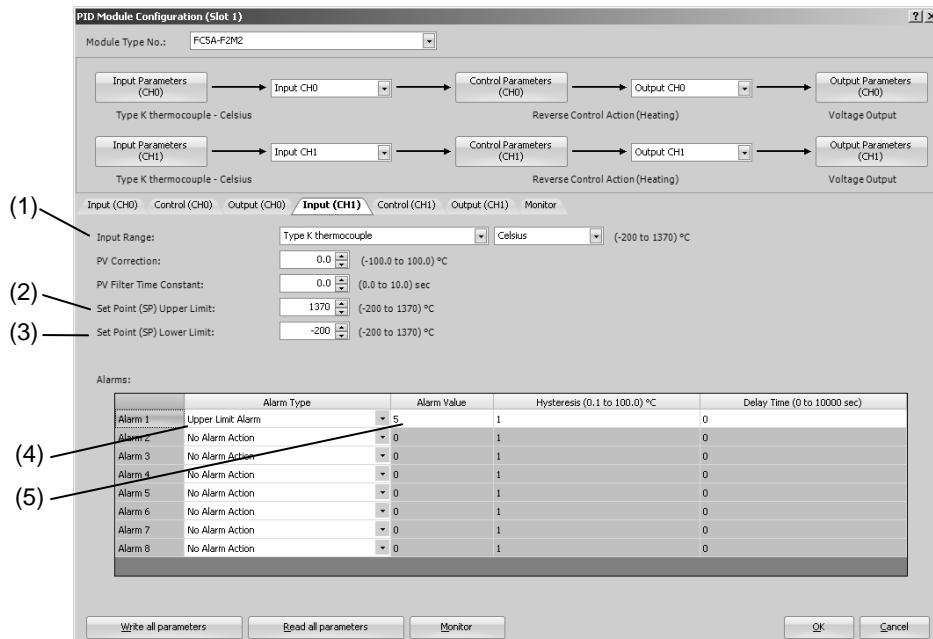 PID Module Configuration (Slot 1)
Module Type No.: FC5A-F2M2
Input Parameters (CH0) Input CH0 Control Parameters (CH0) Output CH0 Output Parameters (CH0)
Type K thermocouple - Celsius Reverse Control Action (Heating) Voltage Output
Input Parameters (CH1) Input CH1 Control Parameters (CH1) Output CH1 Output Parameters (CH1)
Type K thermocouple - Celsius Reverse Control Action (Heating) Voltage Output
Input (CH0) Control (CH0) Output (CH0) Input (CH1) Control (CH1) Output (CH1) Monitor
(1) Input Range: Type K thermocouple Celsius (-200 to 1370) °C
PV Correction: 0.0 (-100.0 to 100.0) °C
PV Filter Time Constant: 0.0 (0.0 to 10.0) sec
(2) Set Point (SP) Upper Limit: 1370 (-200 to 1370) °C
(3) Set Point (SP) Lower Limit: -200 (-200 to 1370) °C
Alarms:
Alarm Type Alarm Value Hysteresis (0.1 to 100.0) °C Delay Time (0 to 10000 sec)
Alarm 1 Upper Limit Alarm 5 1 0
Alarm 2 No Alarm Action 0 1 0
(4) Alarm 3 No Alarm Action 0 1 0
Alarm 4 No Alarm Action 0 1 0
(5) Alarm 5 No Alarm Action 0 1 0
Alarm 6 No Alarm Action 0 1 0
Alarm 7 No Alarm Action 0 1 0
Alarm 8 No Alarm Action 0 1 0
Write all parameters Read all parameters Monitor OK Cancel